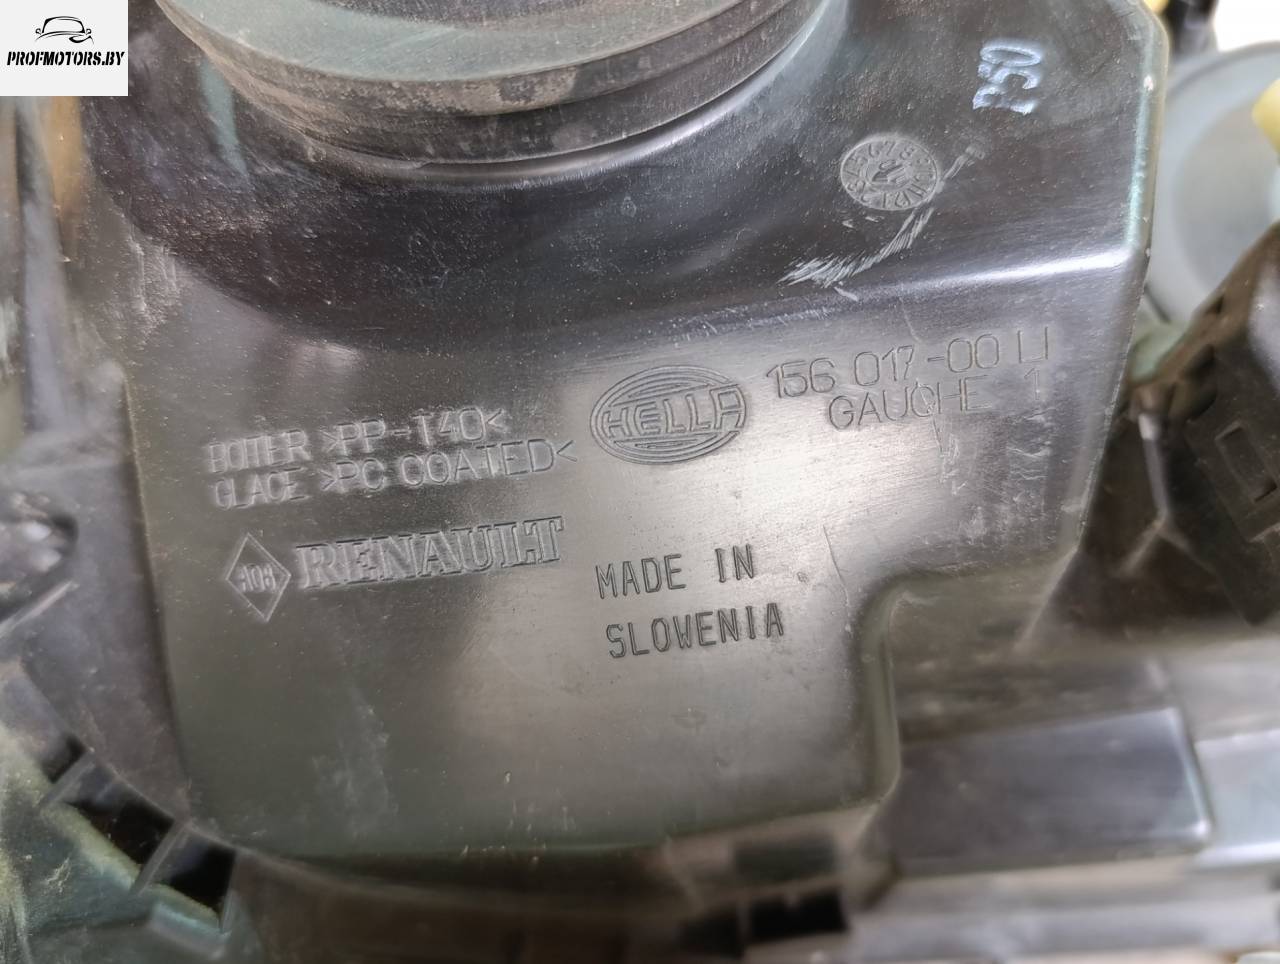 PROFMOTORS.BY
P50
156 017-00 LI
GAUCHE 1
HELLA
BOITIER >PP-T40<
GLACE >PC COATED<
RENAULT
MADE IN
SLOWENIA